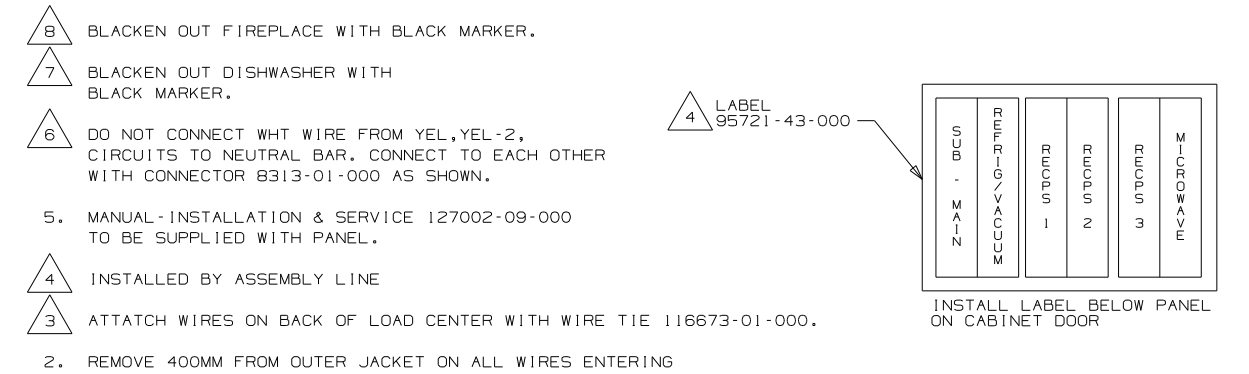 8 BLACKEN OUT FIREPLACE WITH BLACK MARKER.
7 BLACKEN OUT DISHWASHER WITH
BLACK MARKER.
6 DO NOT CONNECT WHT WIRE FROM YEL,YEL-2,
CIRCUITS TO NEUTRAL BAR. CONNECT TO EACH OTHER
WITH CONNECTOR 8313-01-000 AS SHOWN.
5. MANUAL-INSTALLATION & SERVICE 127002-09-000
TO BE SUPPLIED WITH PANEL.
4 INSTALLED BY ASSEMBLY LINE
3 ATTATCH WIRES ON BACK OF LOAD CENTER WITH WIRE TIE 116673-01-000.
2. REMOVE 400MM FROM OUTER JACKET ON ALL WIRES ENTERING
4 LABEL
95721-43-000
SUB - MAIN
REFRIG/VACUUM
RECPS 1
RECPS 2
RECPS 3
MICROWAVE
INSTALL LABEL BELOW PANEL
ON CABINET DOOR